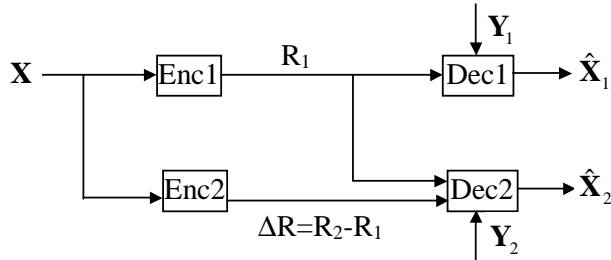 Y₁
X Enc1 R₁ Dec1 X̂₁
Enc2 Dec2 X̂₂
ΔR=R₂-R₁
Y₂